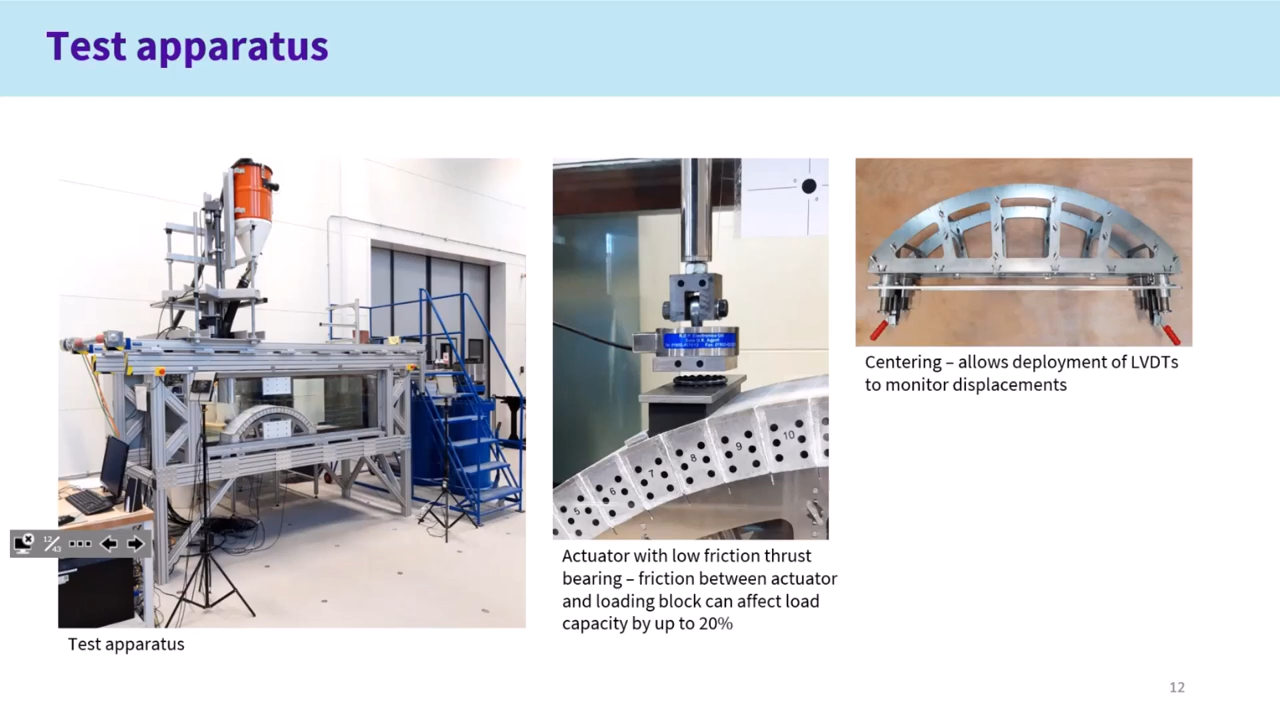 Test apparatus
Test apparatus
5
6
7
8
9
10
Actuator with low friction thrust
bearing – friction between actuator
and loading block can affect load
capacity by up to 20%
Centering – allows deployment of LVDTs
to monitor displacements
12
43
12